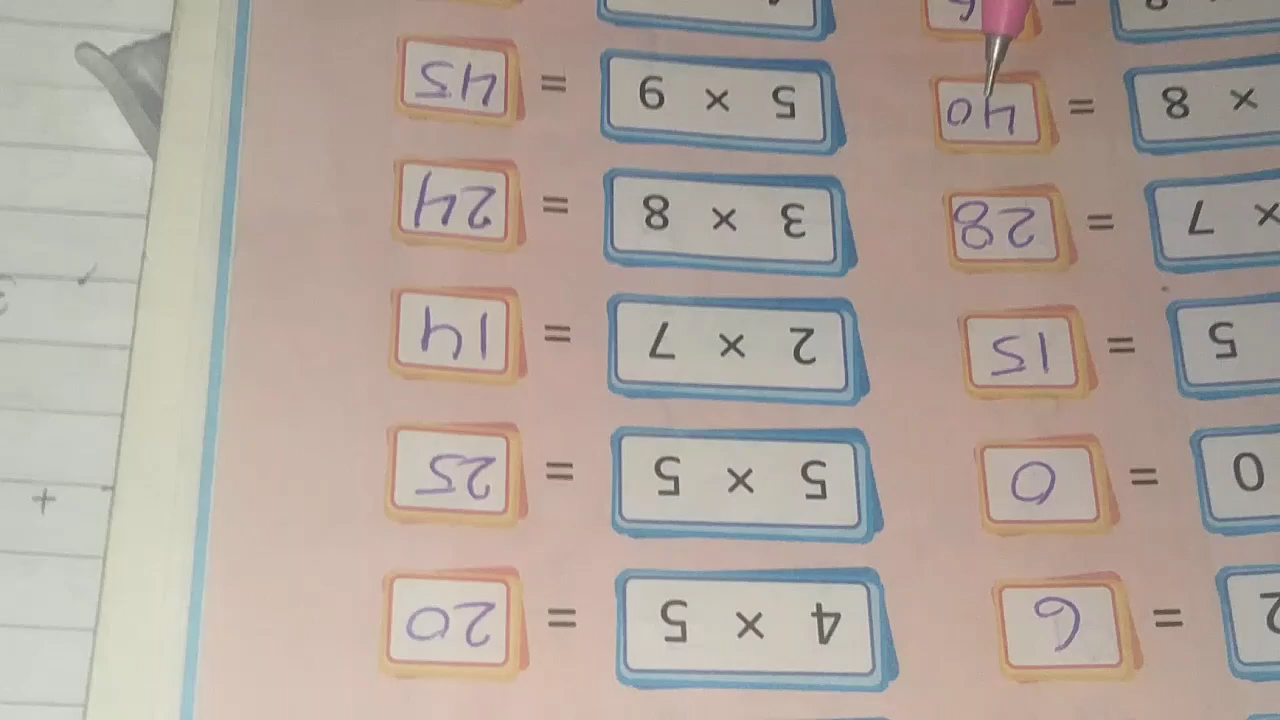 2 = 6
0 = 0
5 = 15
× 7 = 28
× 8 = 40
4 × 5 = 20
5 × 5 = 25
2 × 7 = 14
3 × 8 = 24
5 × 9 = 45